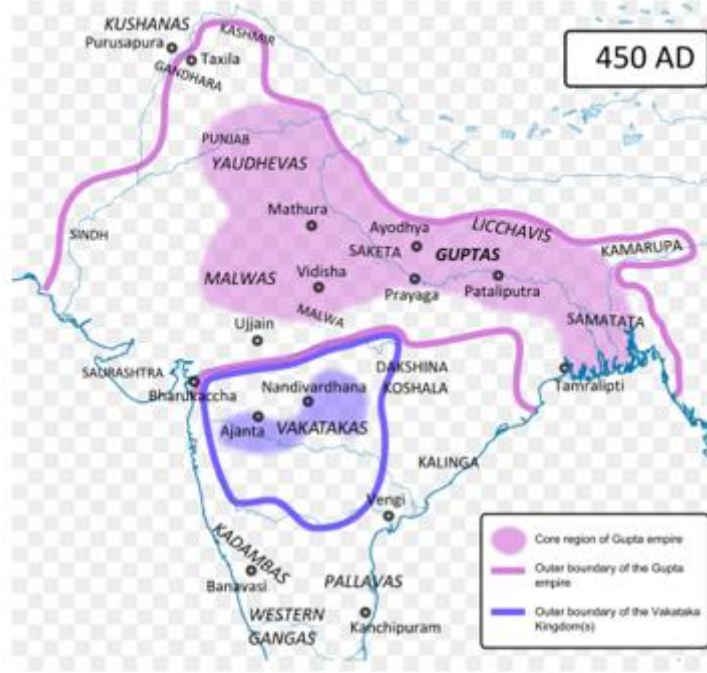 450 AD
KUSHANAS
KASHMIR
Purusapura
Taxila
GANDHARA
PUNJAB
YAUDHEVAS
Mathura
LICCHAVIS
SINDH
Ayodhya
SAKETA
GUPTAS
KAMARUPA
MALWAS
Vidisha
Prayaga
Pataliputra
MALWA
SAMATATA
Ujjain
SAURASHTRA
DAKSHINA
KOSHALA
Tamralipti
Bharukaccha
Nandivardhana
Ajanta
VAKATAKAS
KALINGA
Vengi
KADAMBAS
Banavasi
PALLAVAS
WESTERN
GANGAS
Kanchipuram
Core region of Gupta empire
Outer boundary of the Gupta
empire
Outer boundary of the Vakataka
Kingdom(s)